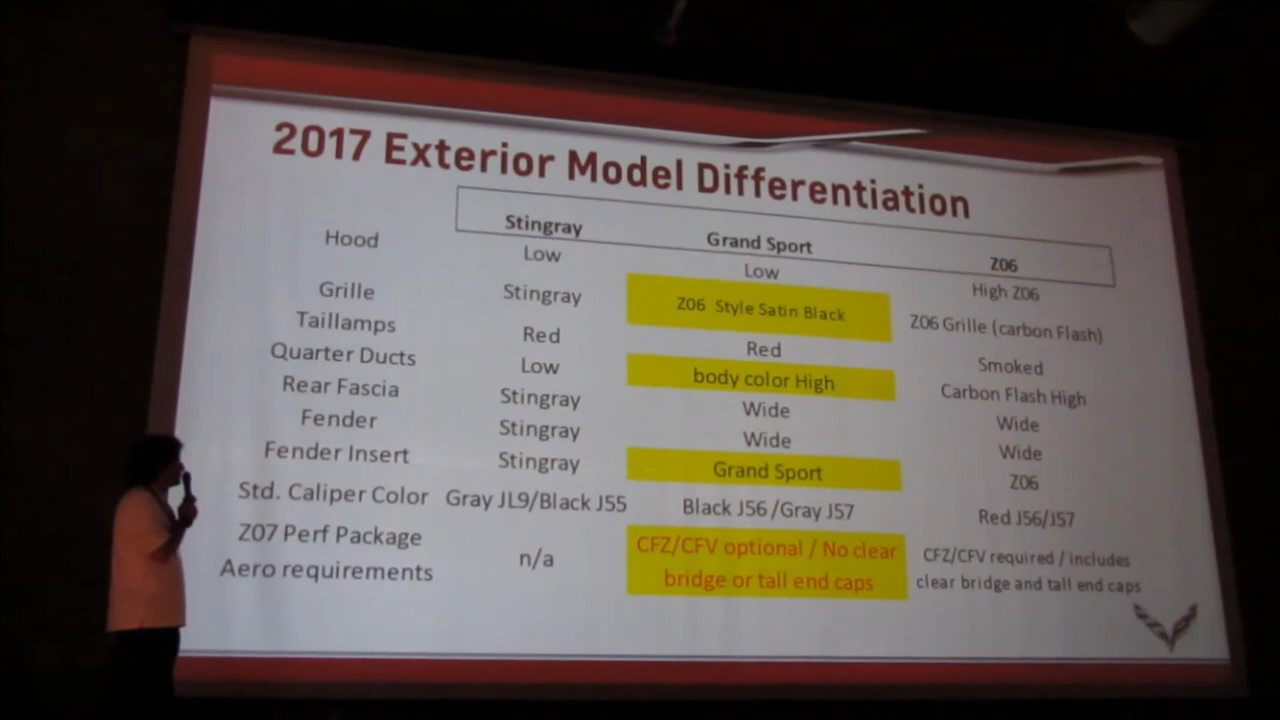 2017 Exterior Model Differentiation
Stingray Grand Sport Z06
Hood Low Low High Z06
Grille Stingray Z06 Style Satin Black Z06 Grille (carbon Flash)
Taillamps Red Red Smoked
Quarter Ducts Low body color High Carbon Flash High
Rear Fascia Stingray Wide Wide
Fender Stingray Wide Wide
Fender Insert Stingray Grand Sport Z06
Std. Caliper Color Gray JL9/Black J55 Black J56 /Gray J57 Red J56/J57
Z07 Perf Package n/a CFZ/CFV optional / No clear CFZ/CFV required / includes
Aero requirements bridge or tall end caps clear bridge and tall end caps